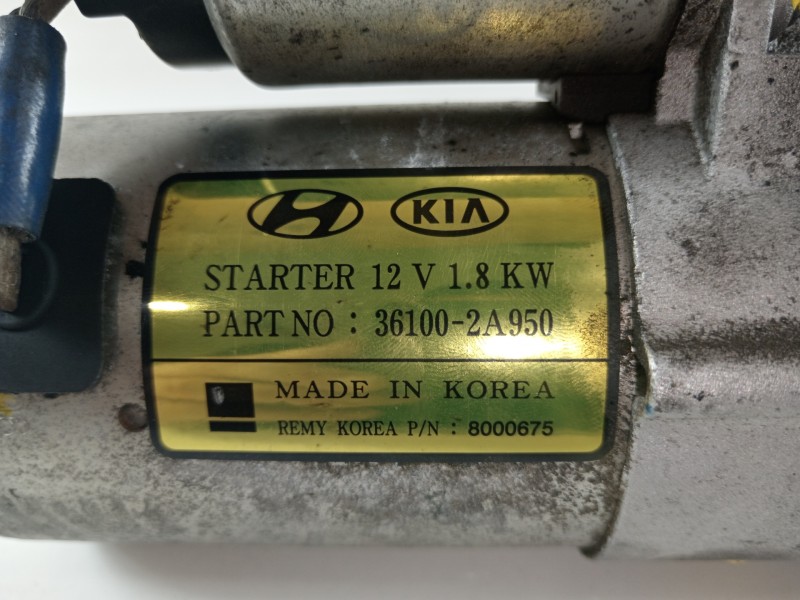 KIA
STARTER 12 V 1.8 KW
PART NO : 36100-2A950
MADE IN KOREA
REMY KOREA P/N : 8000675